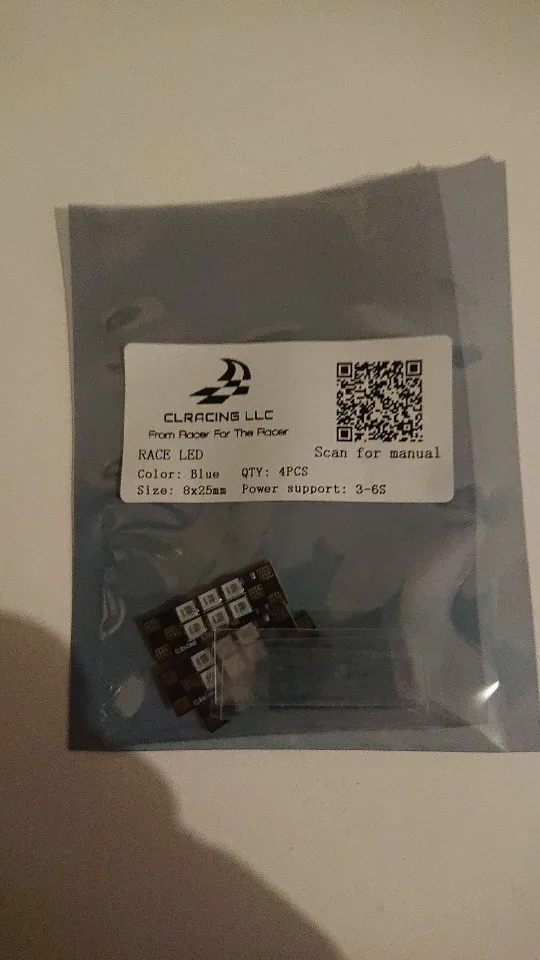 CLRACING LLC
From Racer For The Racer
RACE LED
Scan for manual
Color: Blue QTY: 4PCS
Size: 8x25mm Power support: 3-6S